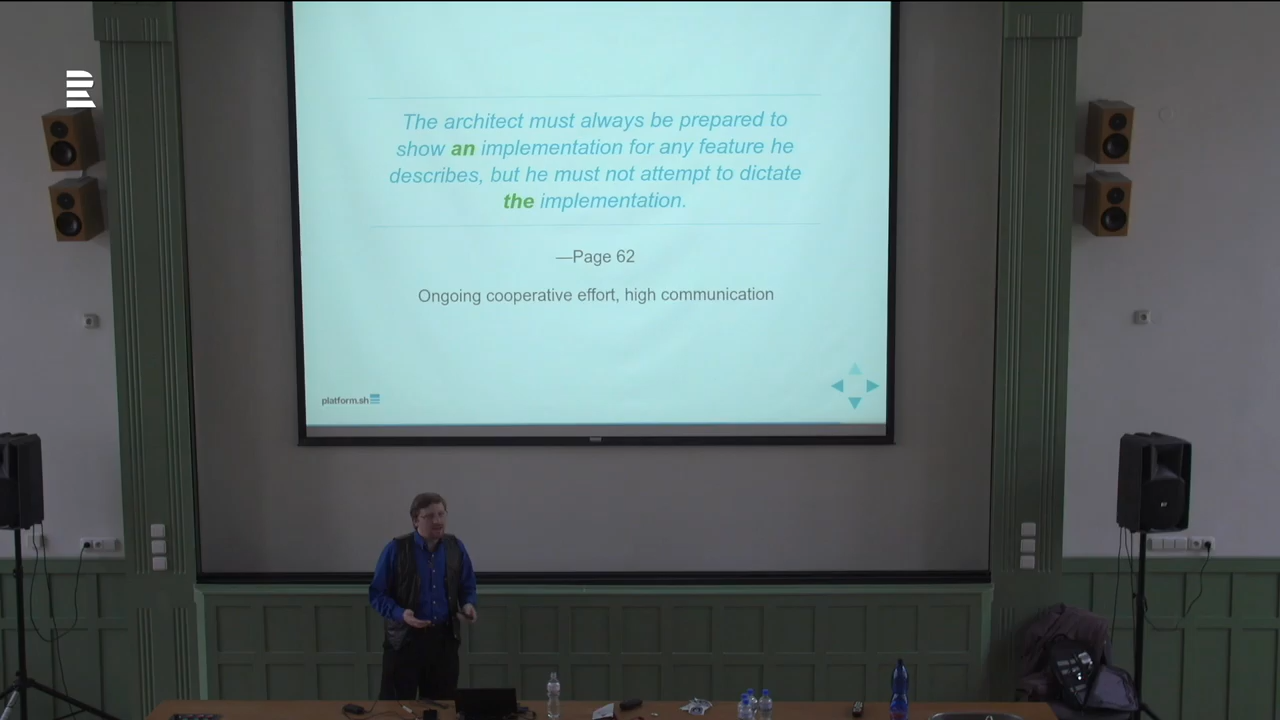 The architect must always be prepared to
show an implementation for any feature he
describes, but he must not attempt to dictate
the implementation.
—Page 62
Ongoing cooperative effort, high communication
platform.sh